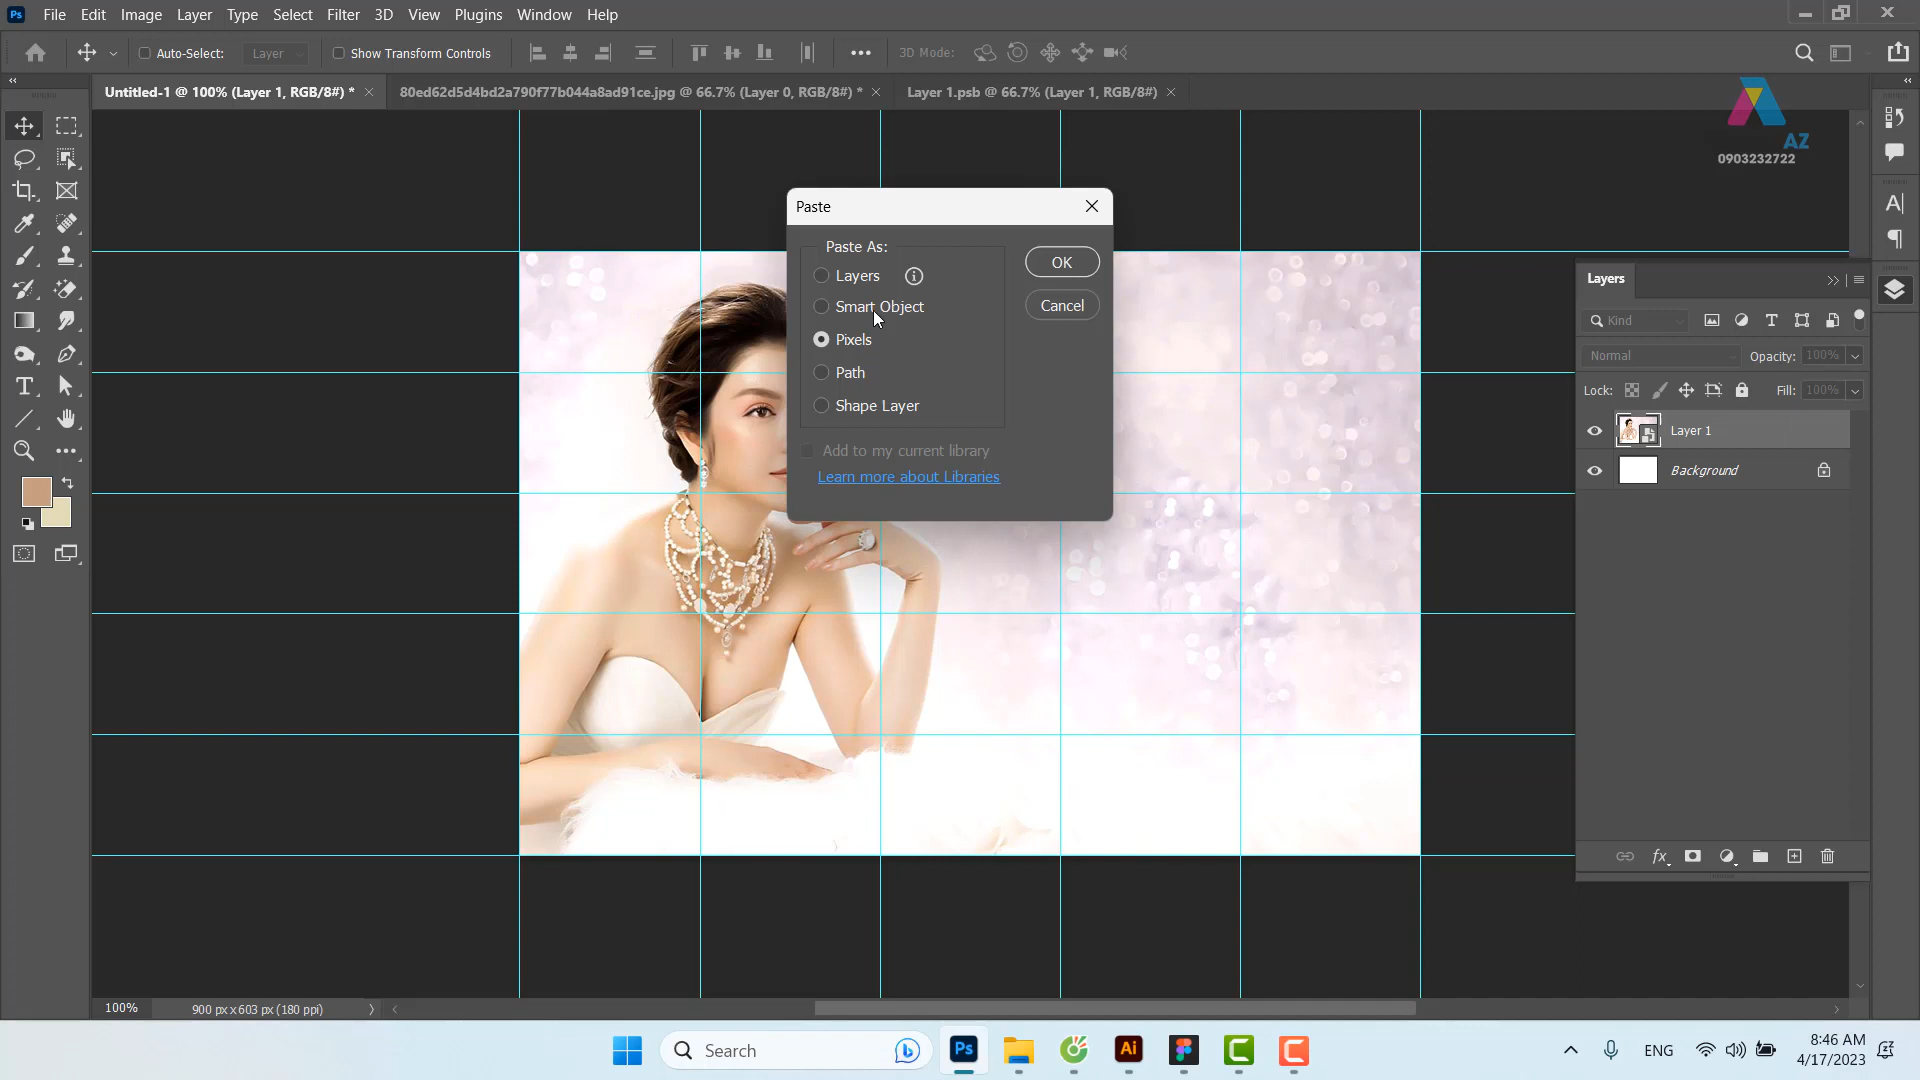 Ps File Edit Image Layer Type Select Filter 3D View Plugins Window Help
Auto-Select: Layer Show Transform Controls 3D Mode:
Untitled-1 @ 100% (Layer 1, RGB/8#) * 80ed62d5d4bd2a790f77b044a8ad91ce.jpg @ 66.7% (Layer 0, RGB/8#) * Layer 1.psb @ 66.7% (Layer 1, RGB/8#)
AZ
0903232722
Paste
Paste As:
Layers
Smart Object
Pixels
Path
Shape Layer
OK
Cancel
Add to my current library
Learn more about Libraries
Layers
Kind
Normal Opacity: 100%
Lock: Fill: 100%
Layer 1
Background
fx
100% 900 px x 603 px (180 ppi)
Search Ps Ai ENG
8:46 AM
4/17/2023